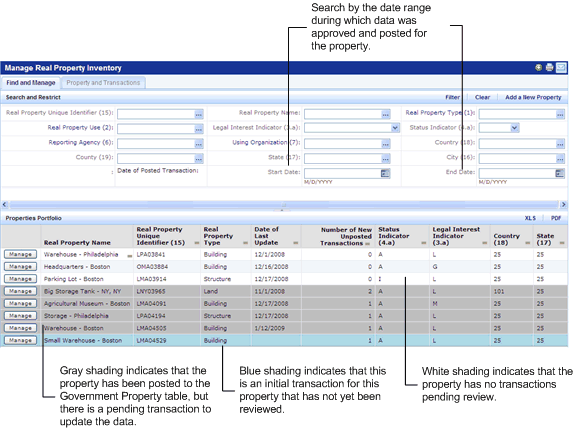 Search by the date range
during which data was
approved and posted for
the property.
Manage Real Property Inventory
Find and Manage Property and Transactions
Search and Restrict Filter Clear Add a New Property
Real Property Unique Identifier (15): Real Property Name: Real Property Type (1):
Real Property Use (2): Legal Interest Indicator (3.a): Status Indicator (4.a):
Reporting Agency (6): Using Organization (7): Country (18):
County (19): State (17): City (16):
: Date of Posted Transaction: Start Date: End Date:
M/D/YYYY M/D/YYYY
Properties Portfolio XLS PDF
Real Property Name Real Property Unique Identifier (15) Real Property Type Date of Last Update Number of New Unposted Transactions Status Indicator (4.a) Legal Interest Indicator (3.a) Country (18) State (17)
Manage Warehouse - Philadelphia LPA03841 Building 12/1/2008 0 A L 25 25
Manage Headquarters - Boston OMA03884 Building 12/16/2008 0 A G 25 25
Manage Parking Lot - Boston LMA03914 Structure 12/17/2008 0 A L 25 25
Manage Big Storage Tank - NY, NY LNY03965 Land 11/1/2008 2 I L 101 25
Manage Agricultural Museum - Boston LMA04091 Building 12/17/2008 1 A M 25 25
Manage Storage - Philadelphia LPA04194 Structure 12/17/2008 1 A L 25 25
Manage Warehouse - Boston LMA04505 Building 1/12/2009 1 A L 25 25
Manage Small Warehouse - Boston LMA04529 Building 1 A L 25 25
Gray shading indicates that the
property has been posted to the
Government Property table, but
there is a pending transaction to
update the data.
Blue shading indicates that this
is an initial transaction for this
property that has not yet been
reviewed.
White shading indicates that the
property has no transactions
pending review.